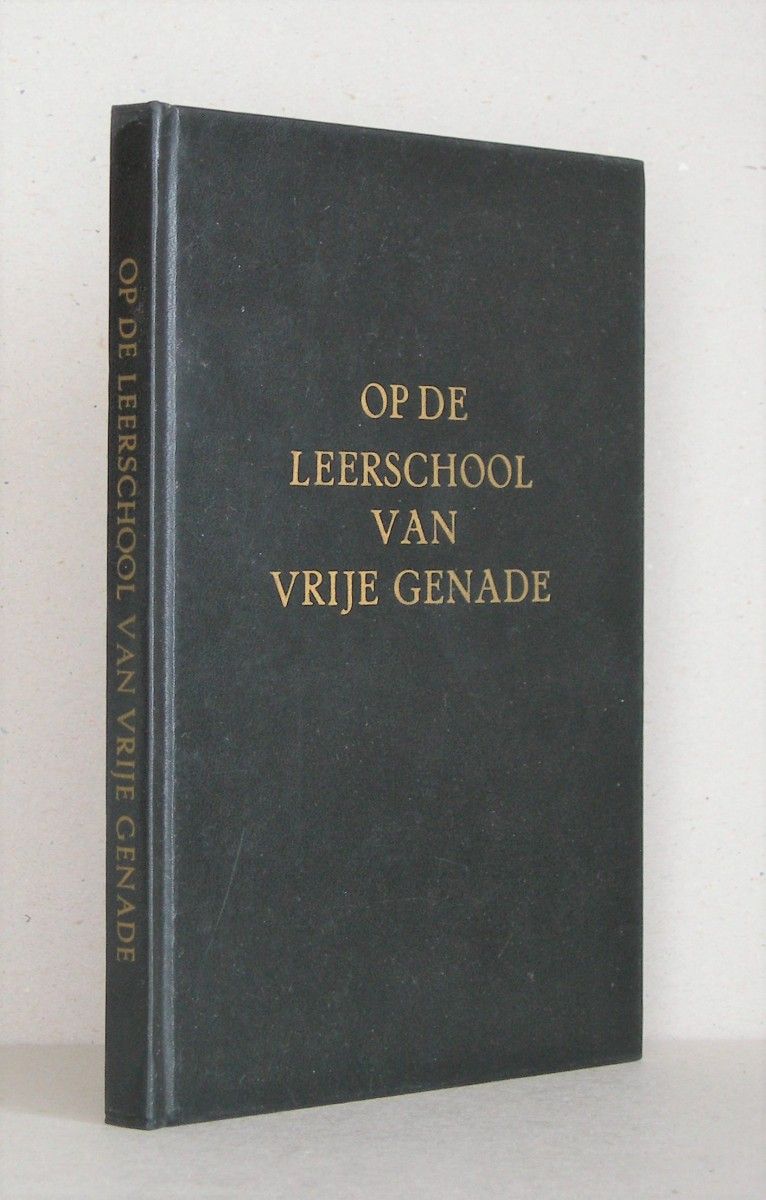 OP DE LEERSCHOOL VAN VRIJE GENADE
OP DE
LEERSCHOOL
VAN
VRIJE GENADE